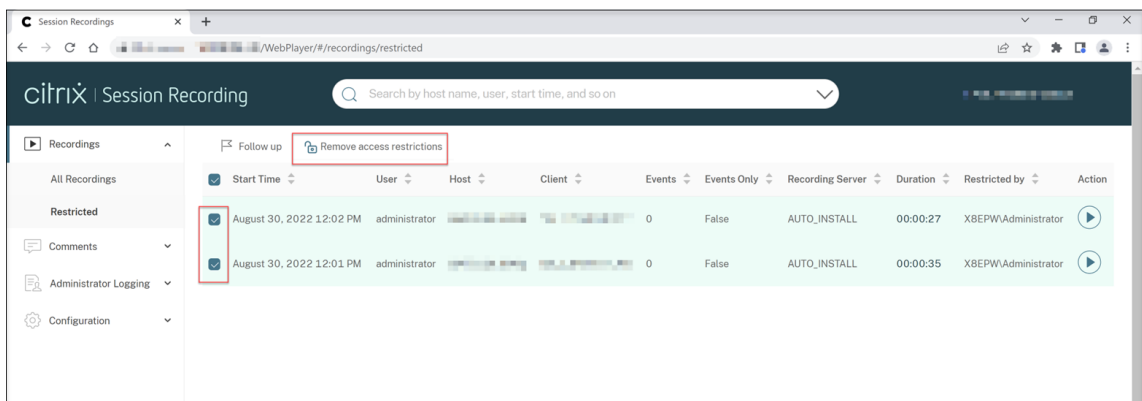 Session Recordings
/WebPlayer/#/recordings/restricted
citrix | Session Recording
Search by host name, user, start time, and so on
Recordings
Follow up
Remove access restrictions
All Recordings
Start Time User Host Client Events Events Only Recording Server Duration Restricted by Action
Restricted
August 30, 2022 12:02 PM administrator 0 False AUTO_INSTALL 00:00:27 X8EPW\Administrator
Comments
August 30, 2022 12:01 PM administrator 0 False AUTO_INSTALL 00:00:35 X8EPW\Administrator
Administrator Logging
Configuration